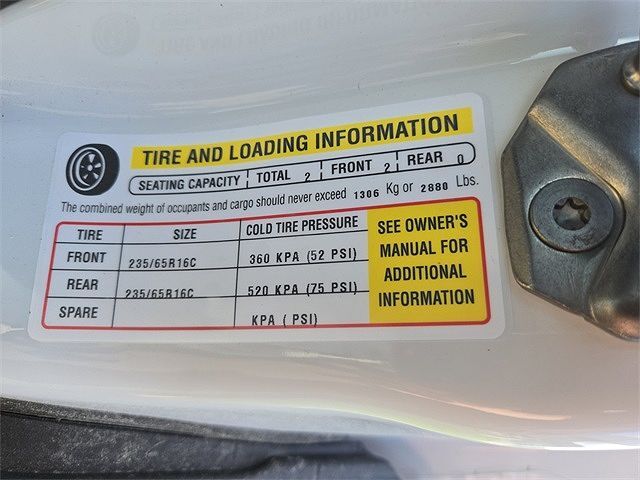 TIRE AND LOADING INFORMATION
SEATING CAPACITY TOTAL 2 FRONT 2 REAR 0
The combined weight of occupants and cargo should never exceed 1306 Kg or 2880 Lbs.
TIRE SIZE COLD TIRE PRESSURE
FRONT 235/65R16C 360 KPA (52 PSI)
REAR 235/65R16C 520 KPA (75 PSI)
SPARE KPA ( PSI)
SEE OWNER'S
MANUAL FOR
ADDITIONAL
INFORMATION